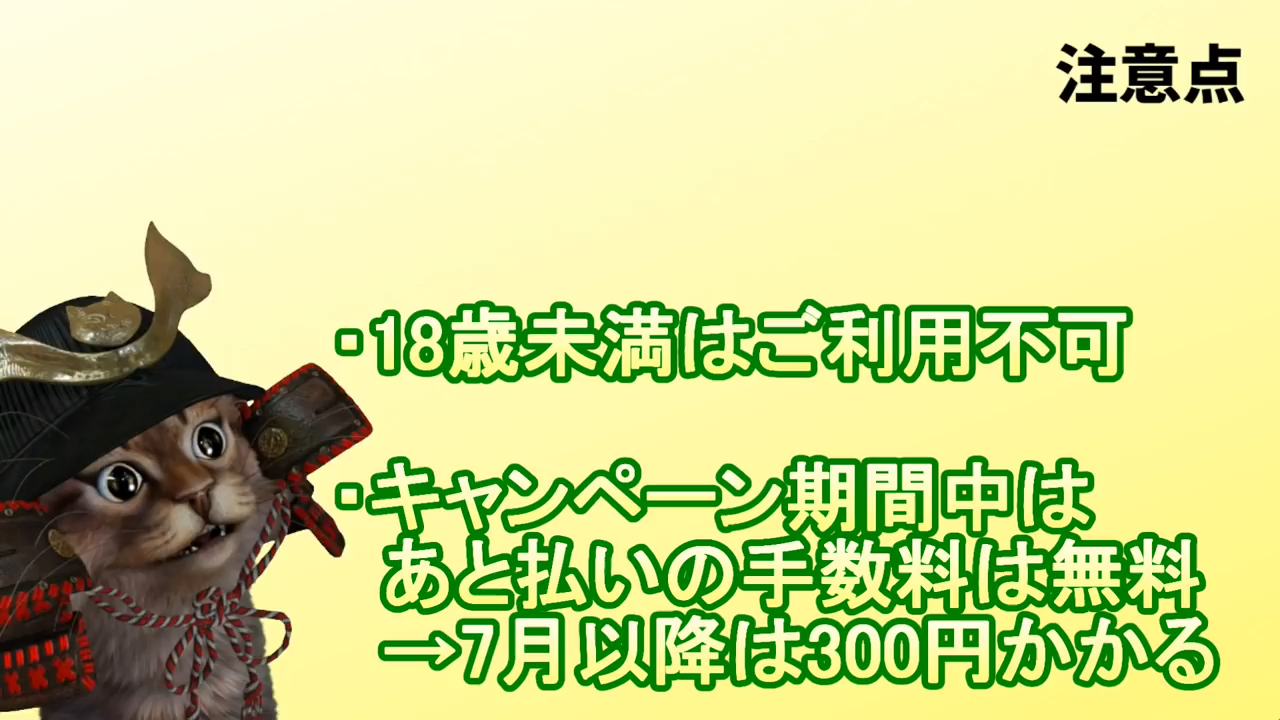 注意点
・18歳未満はご利用不可
・キャンペーン期間中は
あと払いの手数料は無料
→7月以降は300円かかる